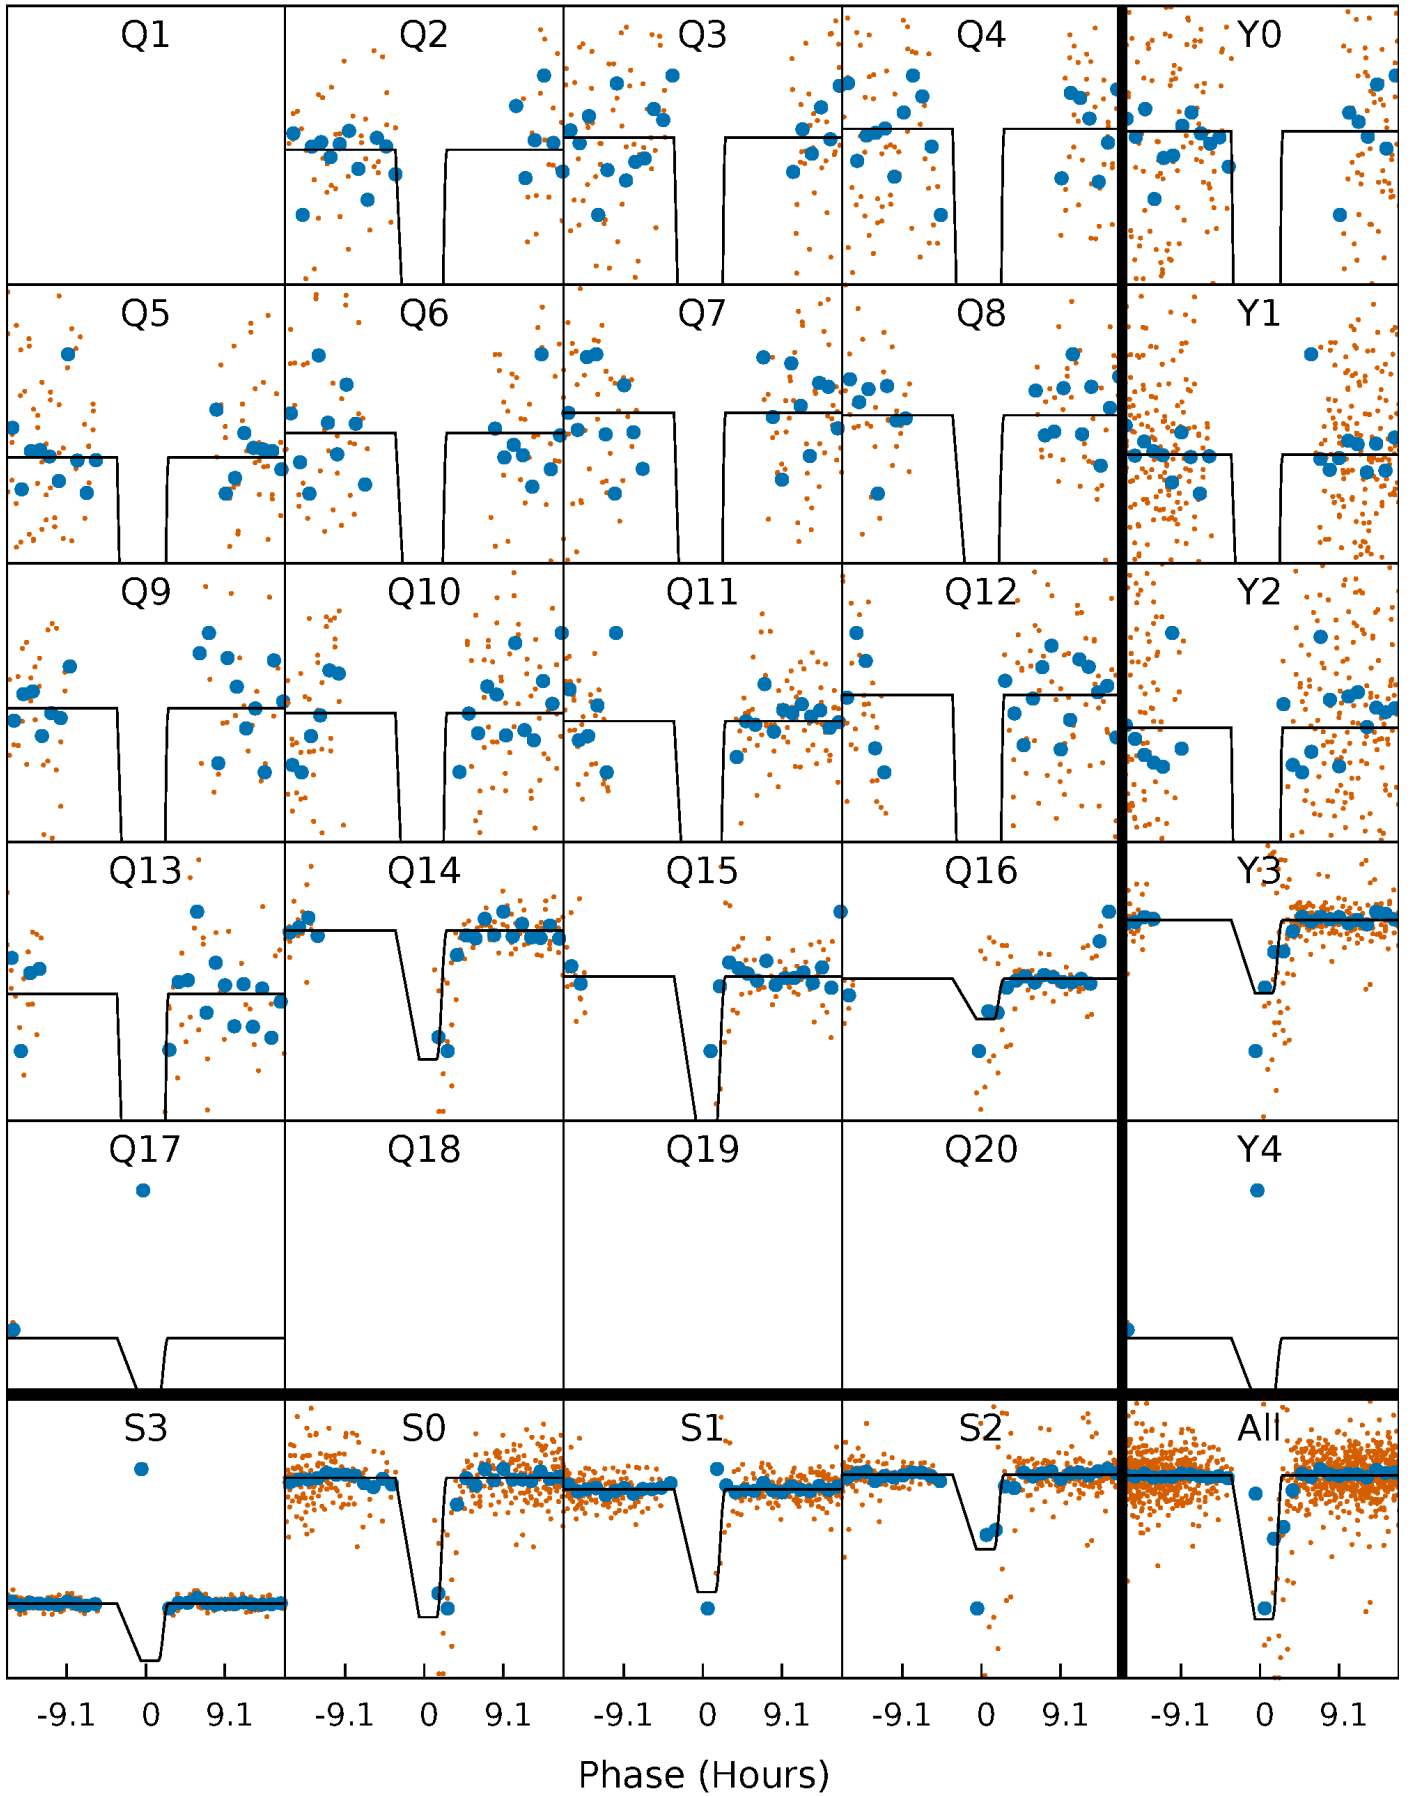 Q1 Q2 Q3 Q4 Y0
Q5 Q6 Q7 Q8 Y1
Q9 Q10 Q11 Q12 Y2
Q13 Q14 Q15 Q16 Y3
Q17 Q18 Q19 Q20 Y4
S3 S0 S1 S2 All
-9.1 0 9.1 -9.1 0 9.1 -9.1 0 9.1 -9.1 0 9.1 -9.1 0 9.1
Phase (Hours)